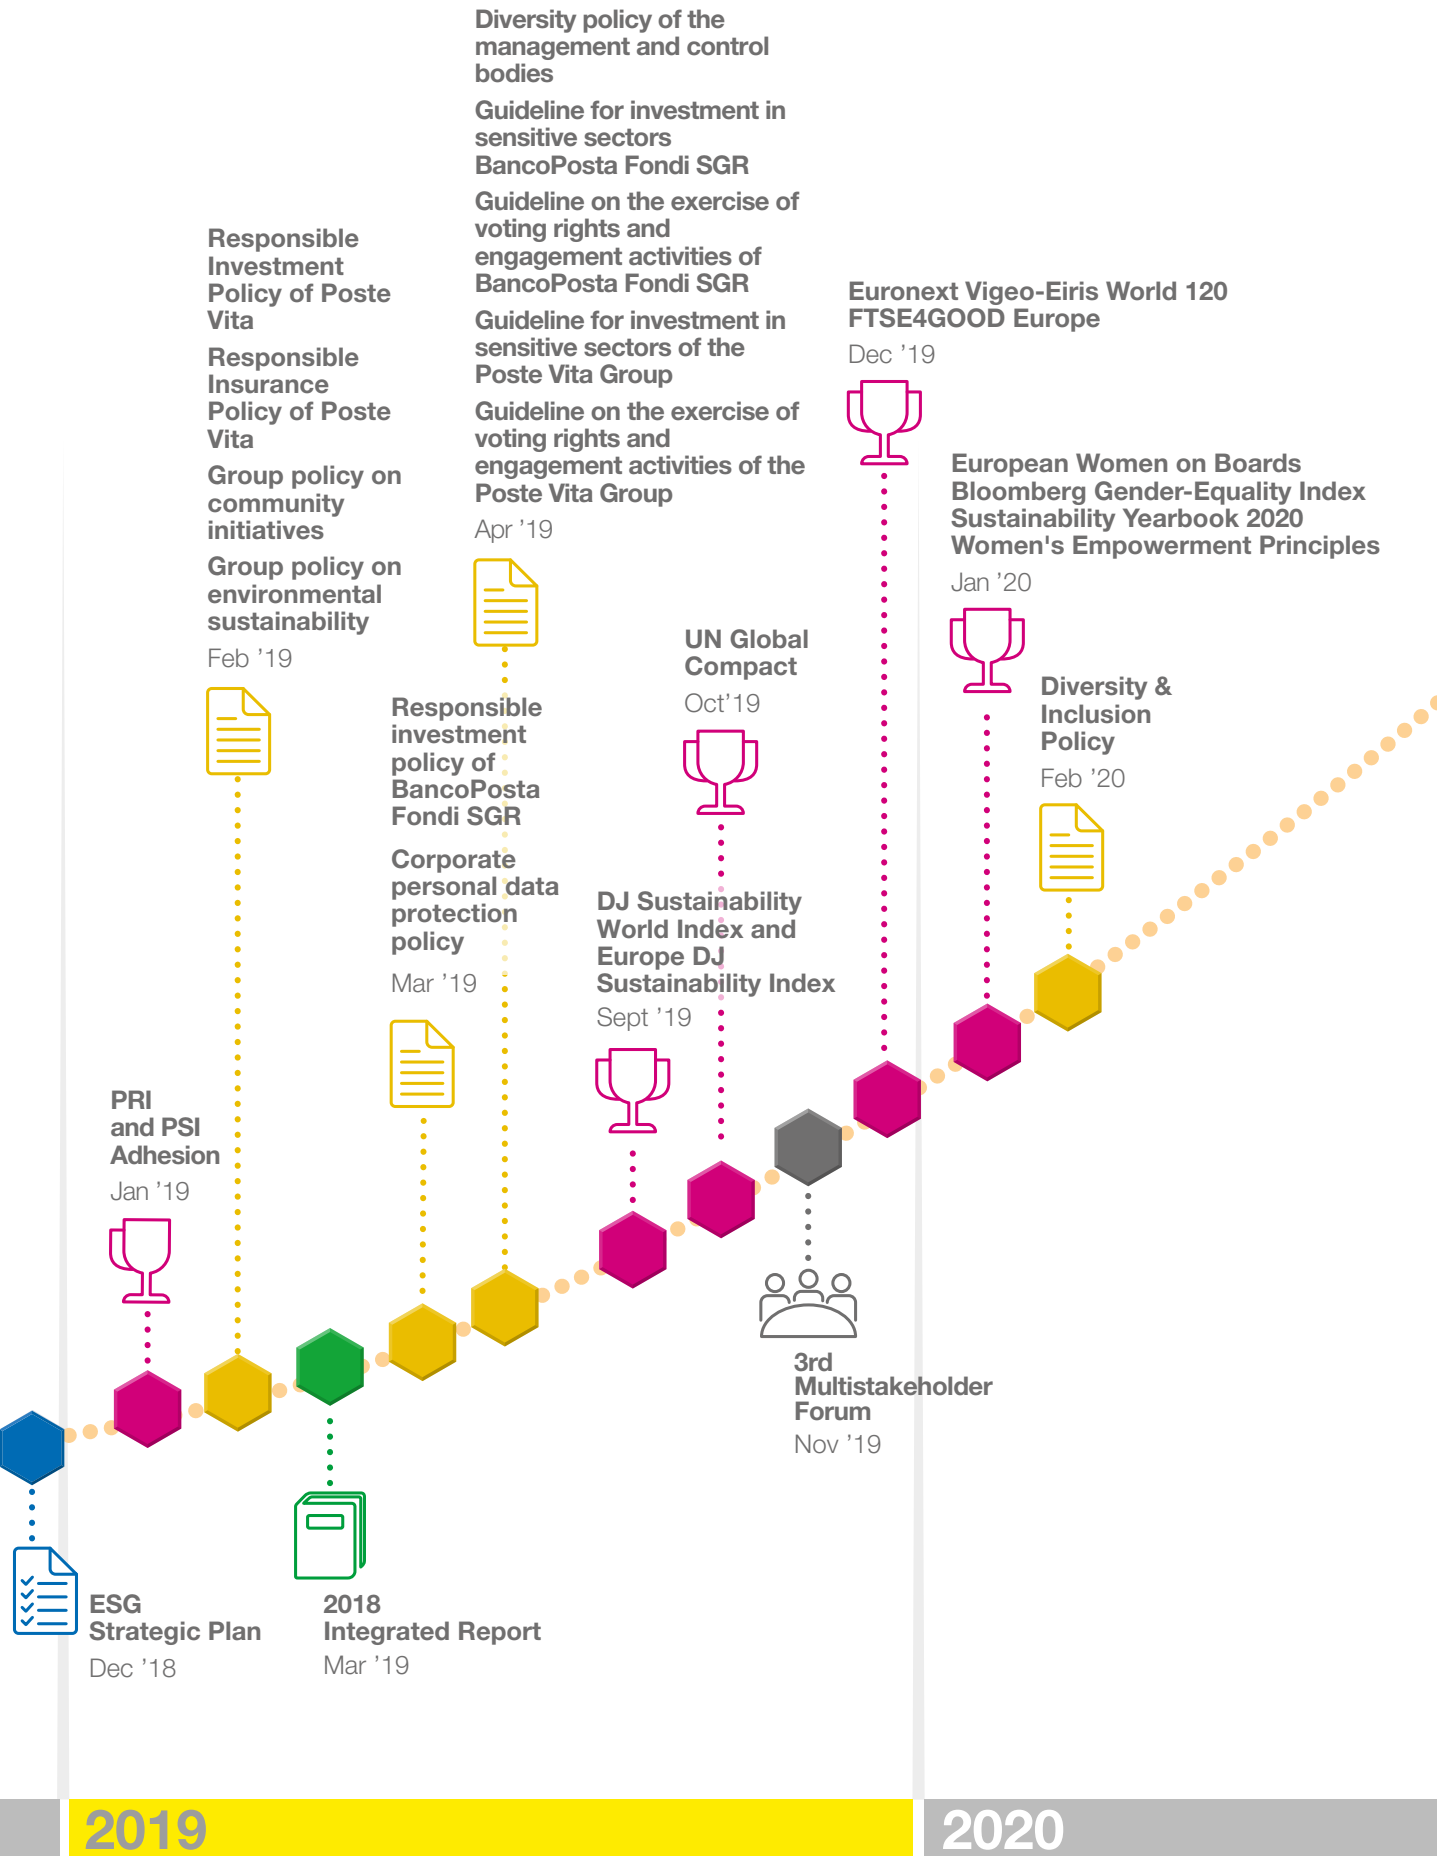 Diversity policy of the
management and control
bodies
Guideline for investment in
sensitive sectors
BancoPosta Fondi SGR
Guideline on the exercise of
voting rights and
engagement activities of
BancoPosta Fondi SGR
Guideline for investment in
sensitive sectors of the
Poste Vita Group
Guideline on the exercise of
voting rights and
engagement activities of the
Poste Vita Group
Apr ’19
Responsible
Investment
Policy of Poste
Vita
Responsible
Insurance
Policy of Poste
Vita
Group policy on
community
initiatives
Group policy on
environmental
sustainability
Feb ’19
Euronext Vigeo-Eiris World 120
FTSE4GOOD Europe
Dec ’19
European Women on Boards
Bloomberg Gender-Equality Index
Sustainability Yearbook 2020
Women's Empowerment Principles
Jan ’20
UN Global
Compact
Oct’19
Diversity &
Inclusion
Policy
Feb ’20
Responsible
investment
policy of
BancoPosta
Fondi SGR
Corporate
personal data
protection
policy
Mar ’19
DJ Sustainability
World Index and
Europe DJ
Sustainability Index
Sept ’19
PRI
and PSI
Adhesion
Jan ’19
3rd
Multistakeholder
Forum
Nov ’19
ESG
Strategic Plan
Dec ’18
2018
Integrated Report
Mar ’19
2019
2020